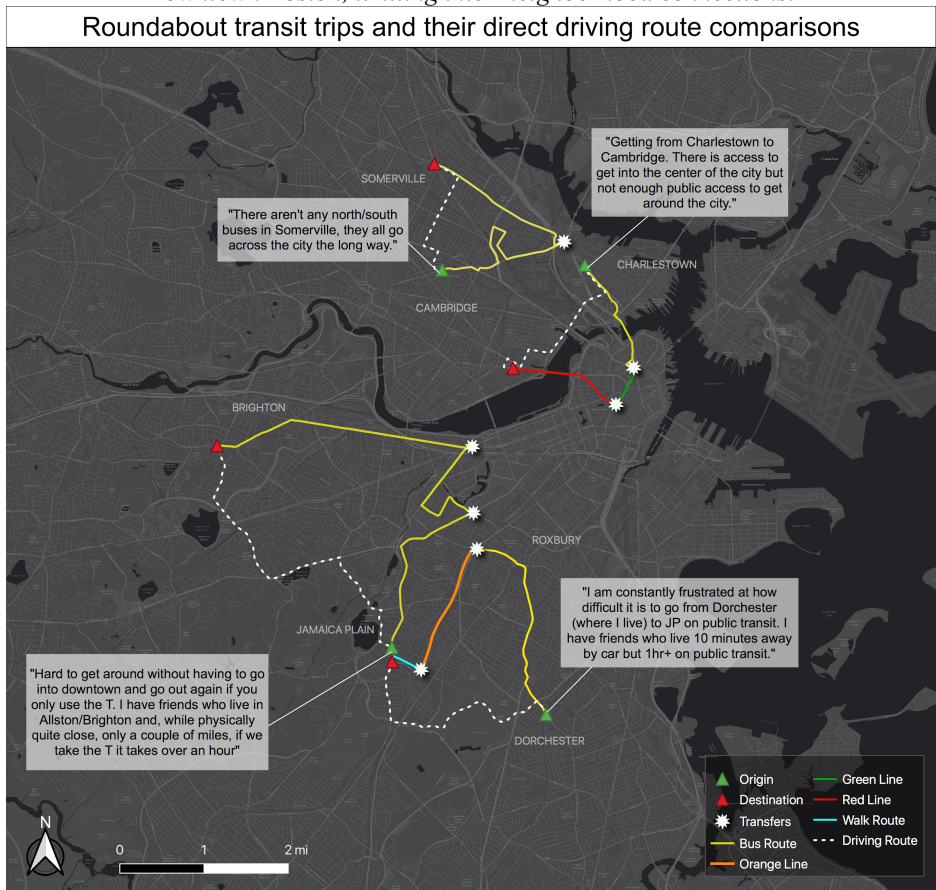 Roundabout transit trips and their direct driving route comparisons
"Getting from Charlestown to
Cambridge. There is access to
get into the center of the city but
not enough public access to get
around the city."
SOMERVILLE
"There aren't any north/south
buses in Somerville, they all go
across the city the long way."
CHARLESTOWN
CAMBRIDGE
BRIGHTON
ROXBURY
"I am constantly frustrated at how
difficult it is to go from Dorchester
(where I live) to JP on public transit. I
have friends who live 10 minutes away
by car but 1hr+ on public transit."
JAMAICA PLAIN
"Hard to get around without having to go
into downtown and go out again if you
only use the T. I have friends who live in
Allston/Brighton and, while physically
quite close, only a couple of miles, if we
take the T it takes over an hour"
DORCHESTER
Origin
Destination
Transfers
Bus Route
Orange Line
Green Line
Red Line
Walk Route
Driving Route
N
0 1 2 mi